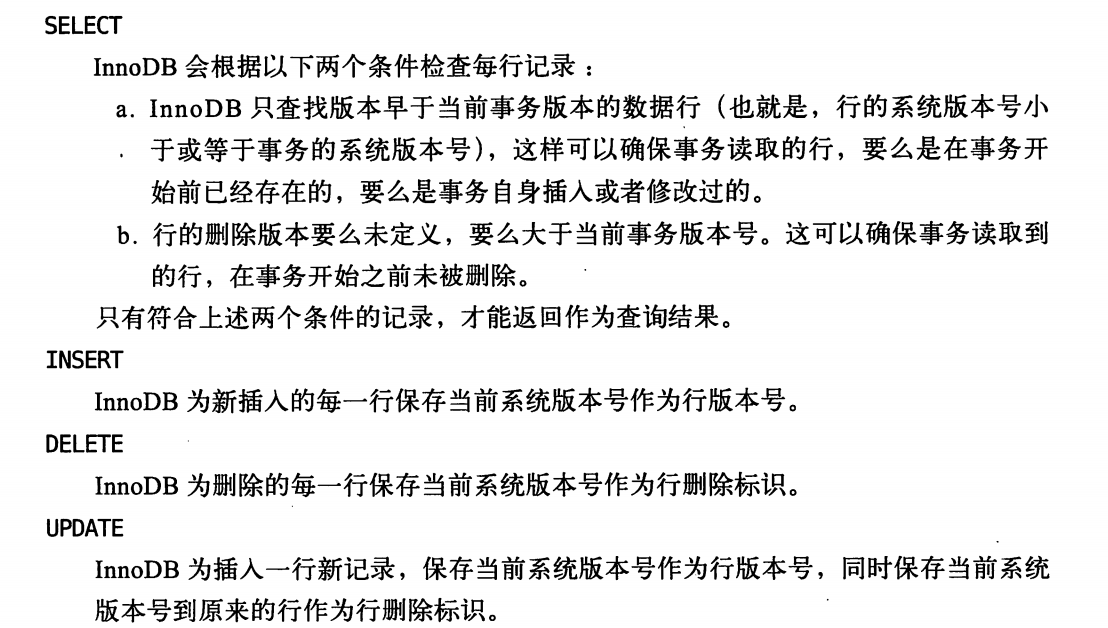 SELECT
InnoDB 会根据以下两个条件检查每行记录：
a. InnoDB 只查找版本早于当前事务版本的数据行（也就是，行的系统版本号小
于或等于事务的系统版本号），这样可以确保事务读取的行，要么是在事务开
始前已经存在的，要么是事务自身插入或者修改过的。
b. 行的删除版本要么未定义，要么大于当前事务版本号。这可以确保事务读取到
的行，在事务开始之前未被删除。
只有符合上述两个条件的记录，才能返回作为查询结果。
INSERT
InnoDB 为新插入的每一行保存当前系统版本号作为行版本号。
DELETE
InnoDB 为删除的每一行保存当前系统版本号作为行删除标识。
UPDATE
InnoDB 为插入一行新记录，保存当前系统版本号作为行版本号，同时保存当前系统
版本号到原来的行作为行删除标识。